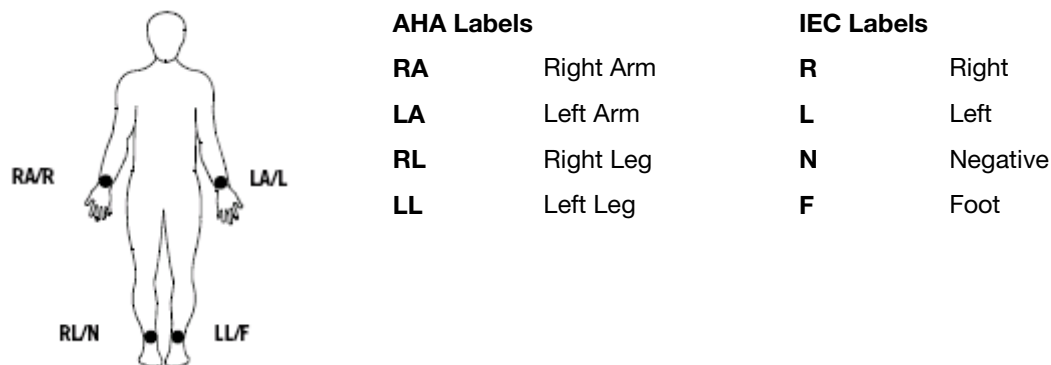 AHA Labels IEC Labels
RA Right Arm R Right
LA Left Arm L Left
RL Right Leg N Negative
LL Left Leg F Foot
RA/R LA/L
RL/N LL/F